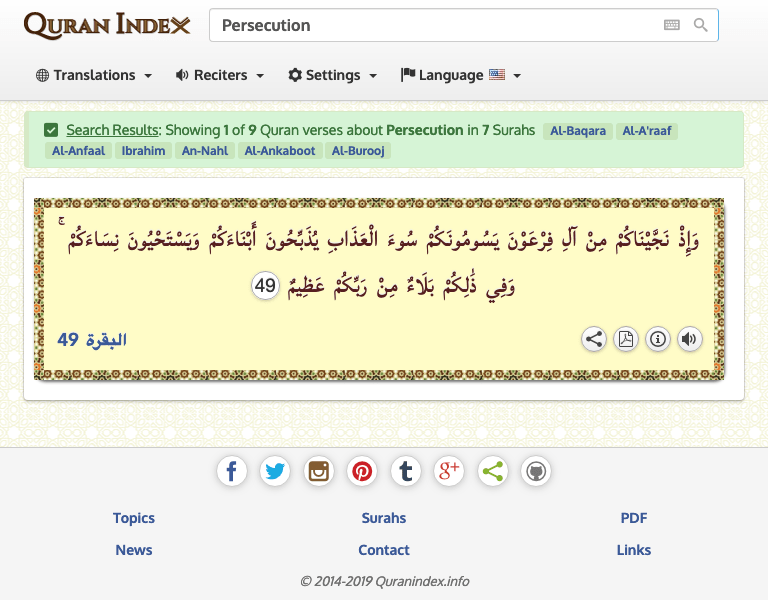 QURAN INDEX
Persecution
Translations Reciters Settings Language
Search Results: Showing 1 of 9 Quran verses about Persecution in 7 Surahs Al-Baqara Al-A'raaf
Al-Anfaal Ibrahim An-Nahl Al-Ankaboot Al-Burooj
وَإِذْ نَجَّيْنَاكُمْ مِنْ آلِ فِرْعَوْنَ يَسُومُونَكُمْ سُوءَ الْعَذَابِ يُذَبِّحُونَ أَبْنَاءَكُمْ وَيَسْتَحْيُونَ نِسَاءَكُمْ ۚ
وَفِي ذَٰلِكُمْ بَلَاءٌ مِنْ رَبِّكُمْ عَظِيمٌ 49
البقرة 49
Topics Surahs PDF
News Contact Links
© 2014-2019 Quranindex.info